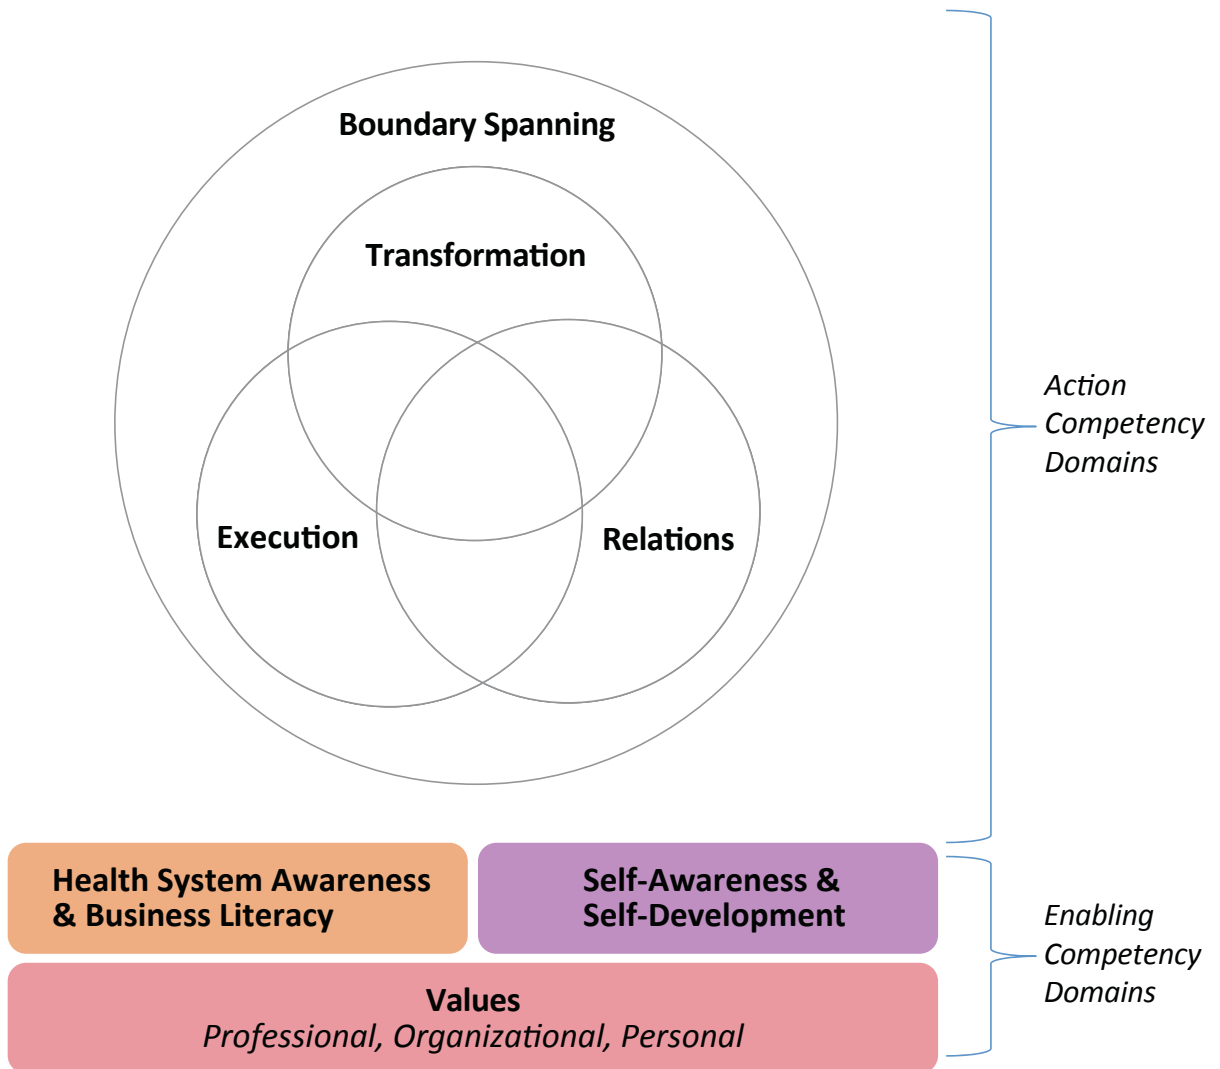 Boundary Spanning
Transformation
Execution
Relations
Action
Competency
Domains
Health System Awareness
& Business Literacy
Self-Awareness &
Self-Development
Values
Professional, Organizational, Personal
Enabling
Competency
Domains